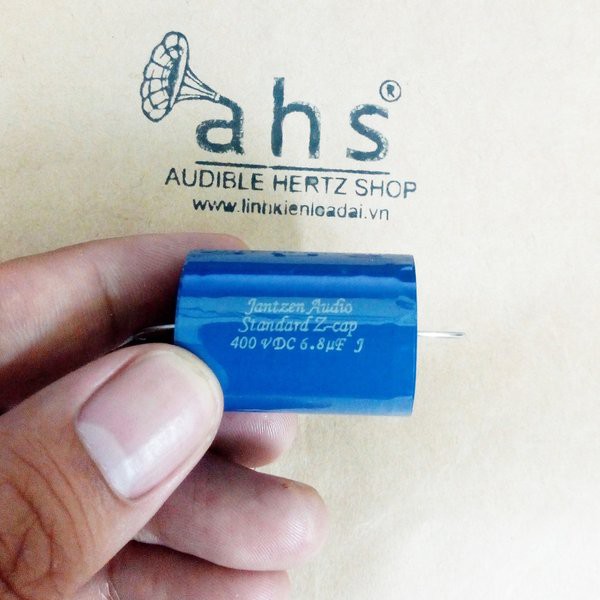 ahs ®
AUDIBLE HERTZ SHOP
www.linhkienloadai.vn
Jantzen Audio
Standard Z-cap
400 VDC 6.8µF J